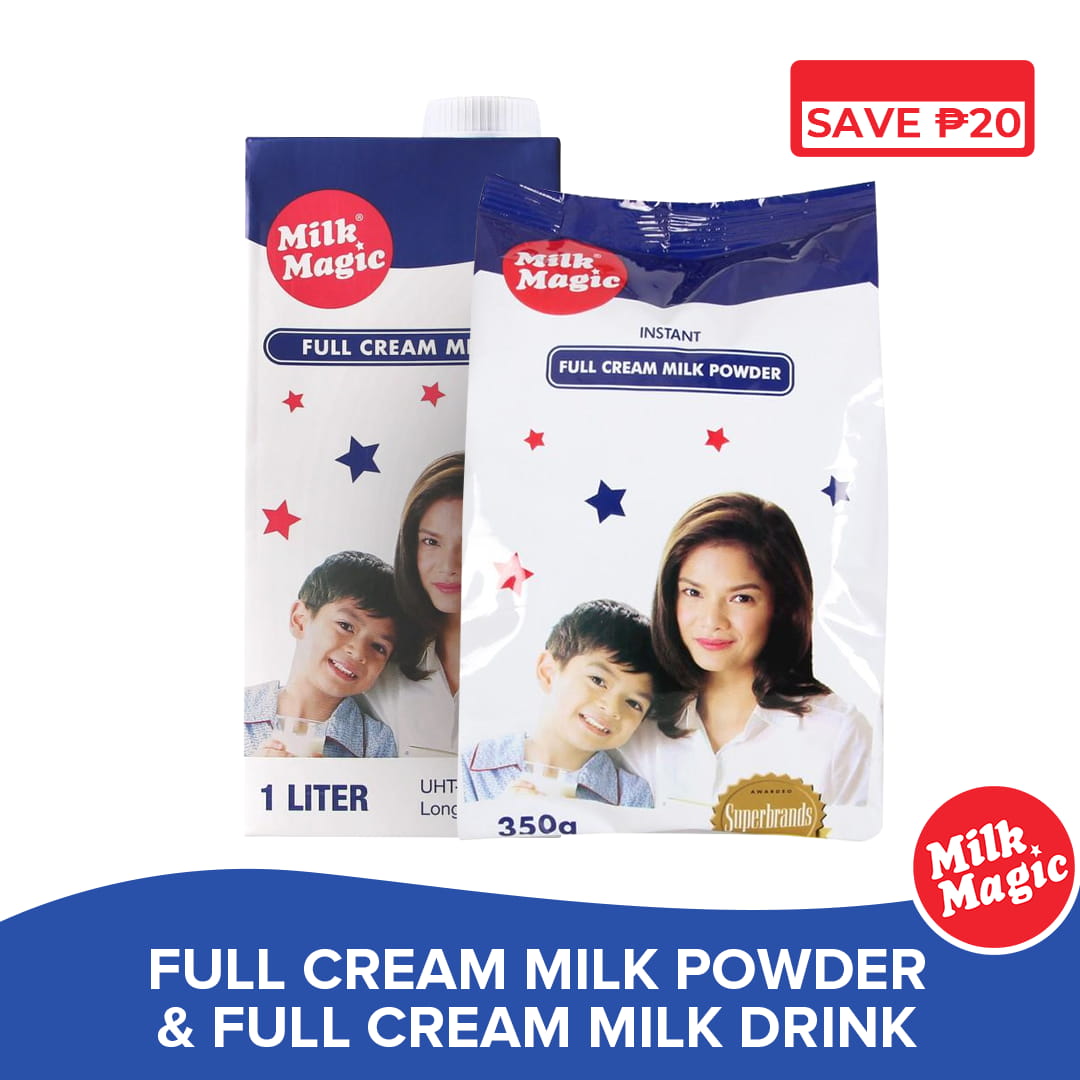 SAVE ₱20
Milk®
Magic
FULL CREAM
1 LITER
UHT-
Long
Milk®
Magic
INSTANT
FULL CREAM MILK POWDER
350g
AWARDED
Superbrands
Milk
Magic
FULL CREAM MILK POWDER
& FULL CREAM MILK DRINK